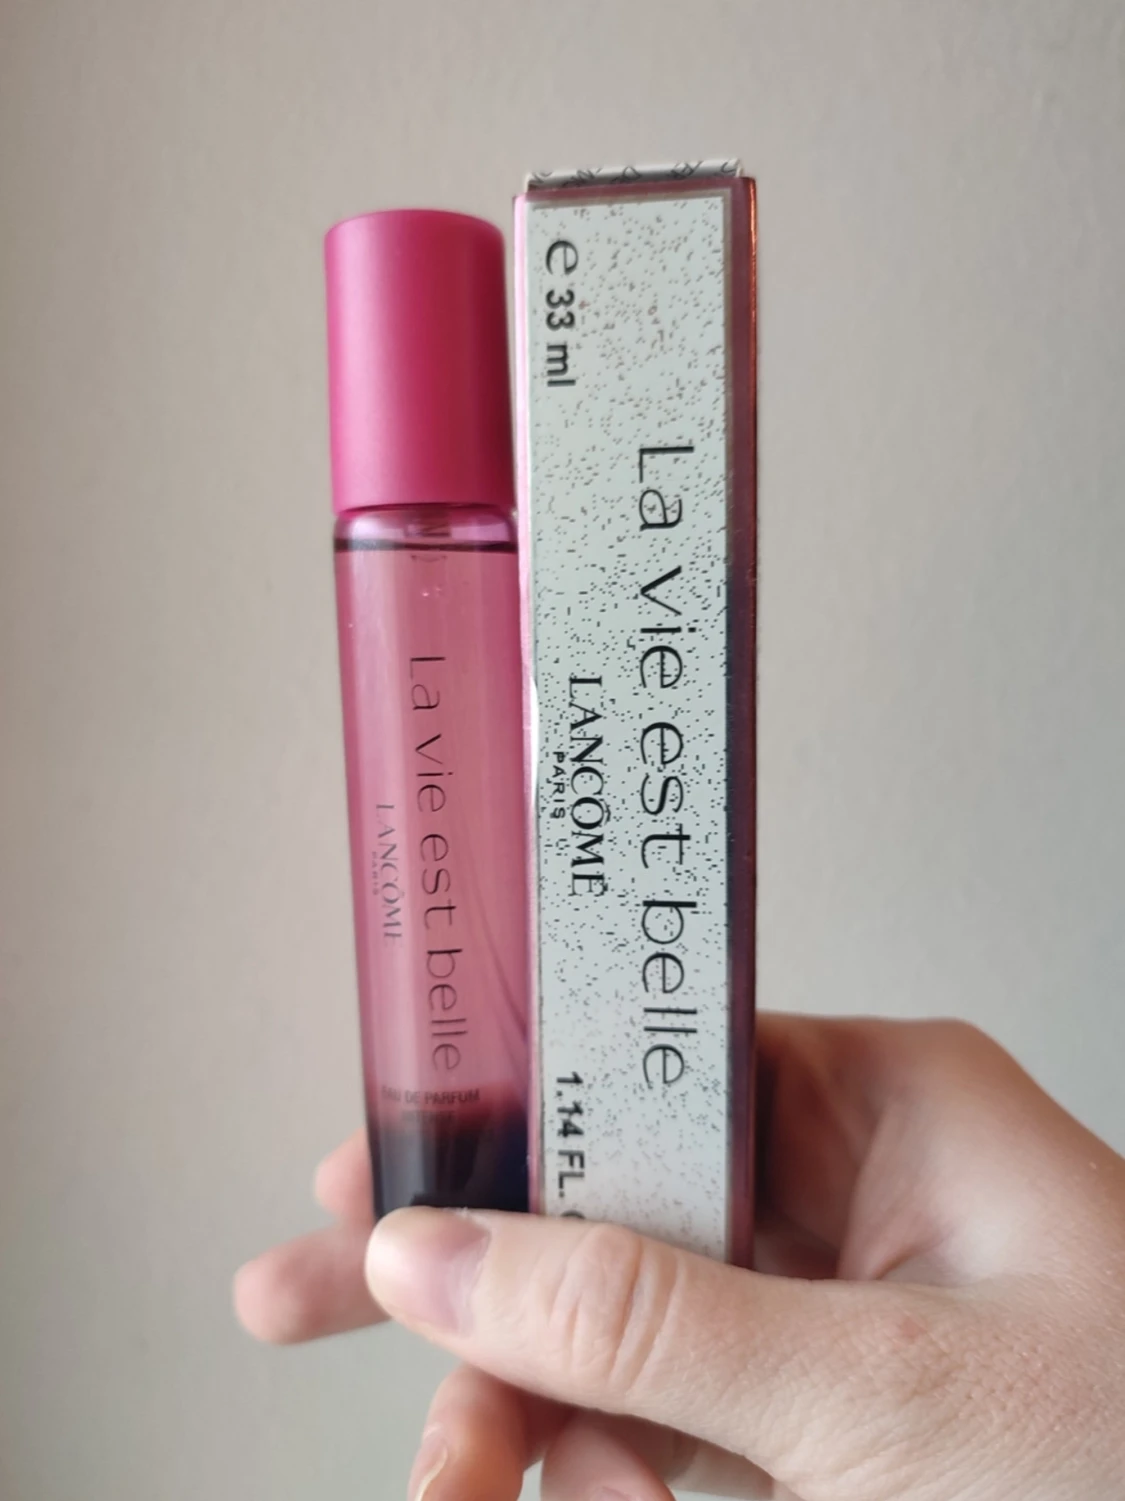 La vie est belle
LANCÔME
PARIS
EAU DE PARFUM
INTENSE
e 33 ml
La vie est belle
LANCÔME
PARIS
1.14 FL.